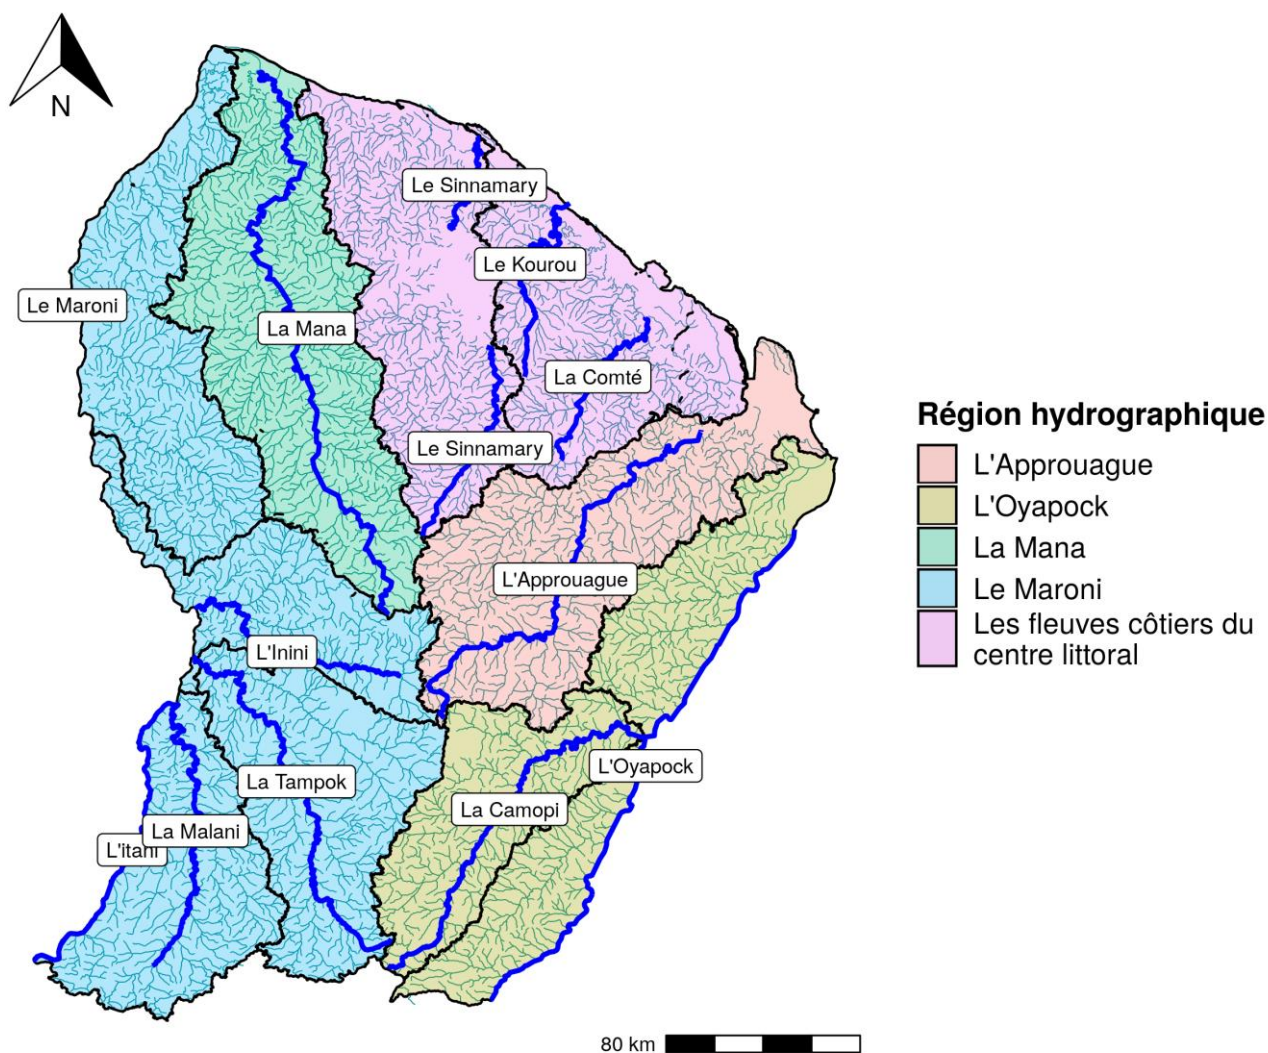 N
Le Sinnamary
Le Kourou
Le Maroni
La Mana
La Comté
Le Sinnamary
L'Approuague
L'Inini
L'Oyapock
La Tampok
La Camopi
La Malani
L'itani
Région hydrographique
L'Approuague
L'Oyapock
La Mana
Le Maroni
Les fleuves côtiers du
centre littoral
80 km